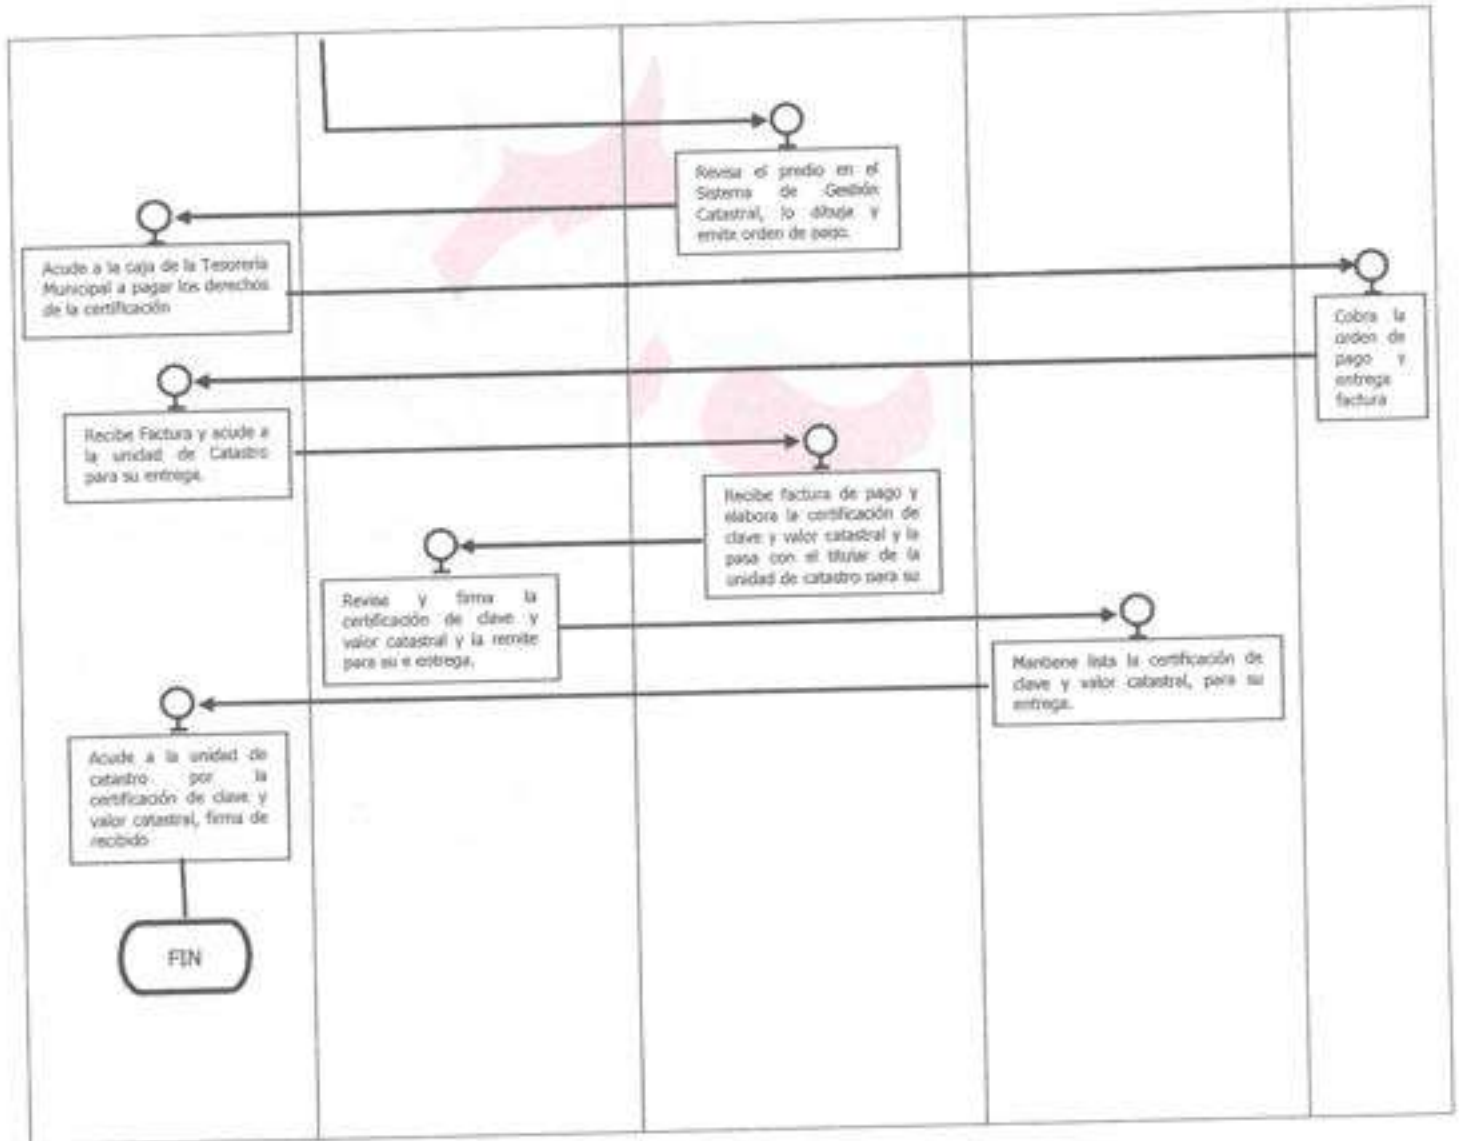 Revisa el predio en el
Sistema de Gestión
Catastral, lo dibuja y
emite orden de pago.
Acude a la caja de la Tesorería
Municipal a pagar los derechos
de la certificación
Cobra la
orden de
pago y
entrega
factura
Recibe Factura y acude a
la unidad de Catastro
para su entrega.
Recibe factura de pago y
elabora la certificación de
clave y valor catastral y la
pasa con el titular de la
unidad de catastro para su
Revisa y firma la
certificación de clave y
valor catastral y la remite
para su e entrega.
Mantiene lista la certificación de
clave y valor catastral, para su
entrega.
Acude a la unidad de
catastro por la
certificación de clave y
valor catastral, firma de
recibido
FIN